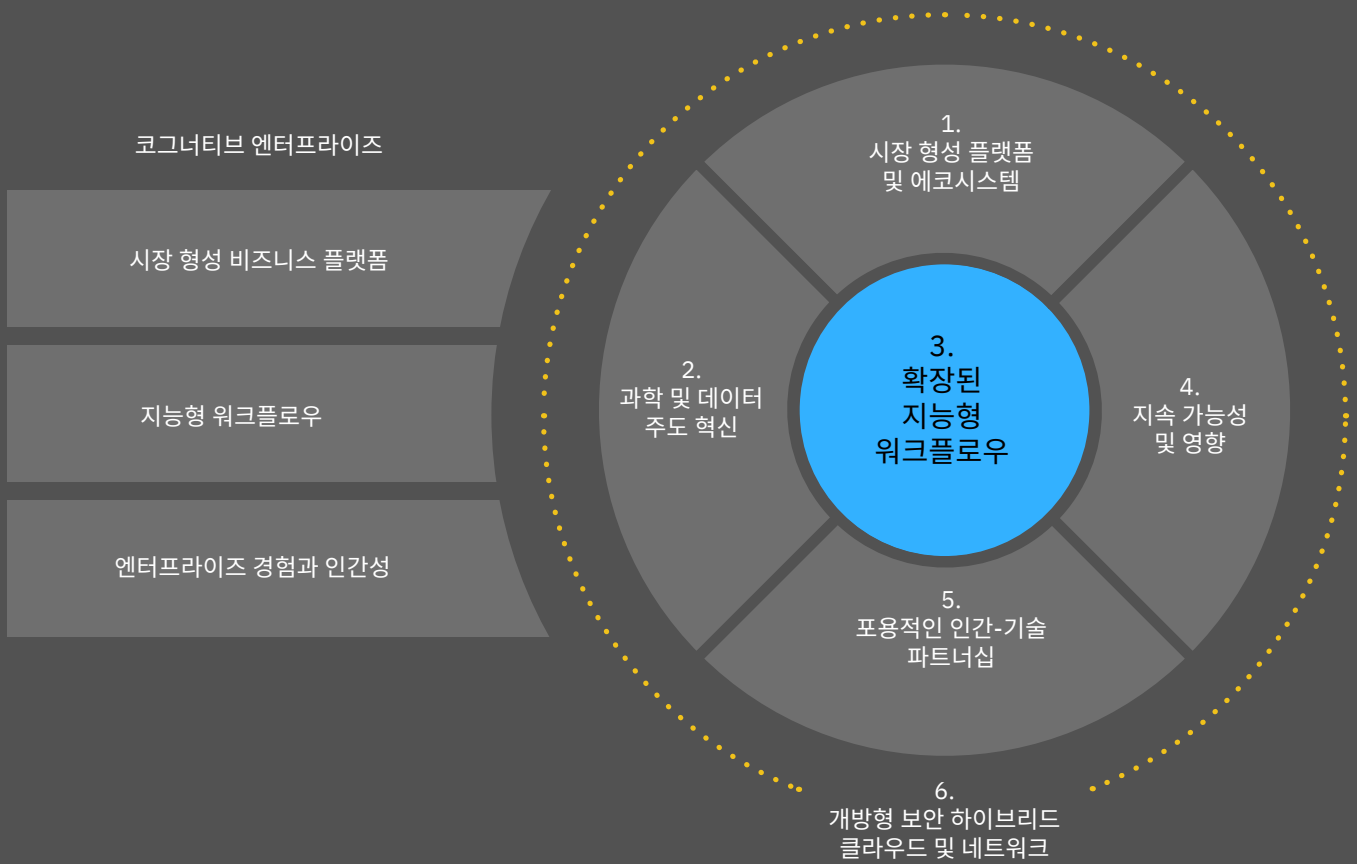 코그너티브 엔터프라이즈
시장 형성 비즈니스 플랫폼
지능형 워크플로우
엔터프라이즈 경험과 인간성
1.
시장 형성 플랫폼
및 에코시스템
2.
과학 및 데이터
주도 혁신
3.
확장된
지능형
워크플로우
4.
지속 가능성
및 영향
5.
포용적인 인간-기술
파트너십
6.
개방형 보안 하이브리드
클라우드 및 네트워크